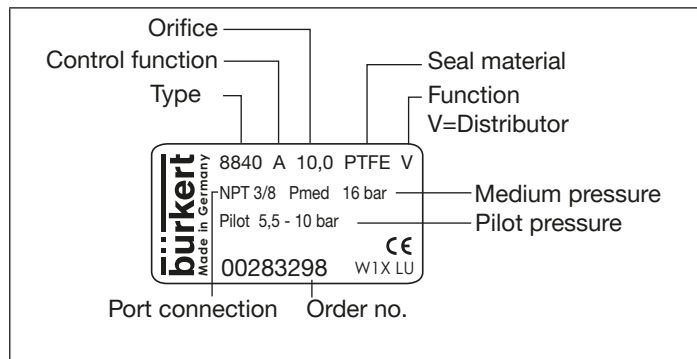 Orifice
Control function
Type
Seal material
Function
V=Distributor
burkert
Made in Germany
8840 A 10,0 PTFE V
NPT 3/8 Pmed 16 bar
Medium pressure
Pilot 5,5 - 10 bar
Pilot pressure
CE
00283298 W1X LU
Port connection
Order no.